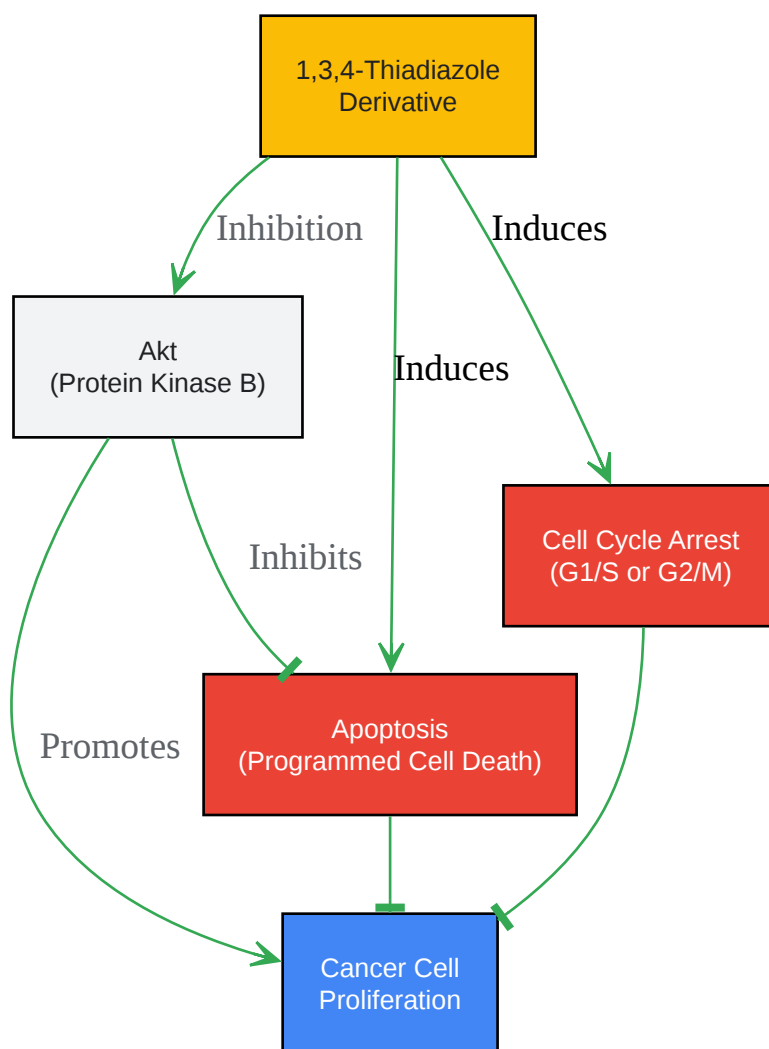 1,3,4-Thiadiazole
Derivative
Inhibition
Induces
Akt
(Protein Kinase B)
Induces
Cell Cycle Arrest
(G1/S or G2/M)
Inhibits
Apoptosis
(Programmed Cell Death)
Promotes
Cancer Cell
Proliferation